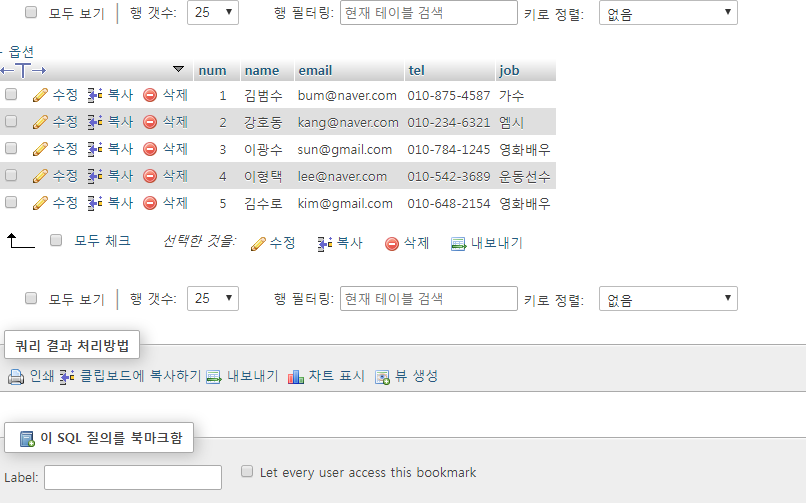 모두 보기 행 갯수: 25 행 필터링: 현재 테이블 검색 키로 정렬: 없음
+ 옵션
←T→ num name email tel job
수정 복사 삭제 1 김범수 bum@naver.com 010-875-4587 가수
수정 복사 삭제 2 강호동 kang@naver.com 010-234-6321 엠시
수정 복사 삭제 3 이광수 sun@gmail.com 010-784-1245 영화배우
수정 복사 삭제 4 이형택 lee@naver.com 010-542-3689 운동선수
수정 복사 삭제 5 김수로 kim@gmail.com 010-648-2154 영화배우
모두 체크 선택한 것을: 수정 복사 삭제 내보내기
모두 보기 행 갯수: 25 행 필터링: 현재 테이블 검색 키로 정렬: 없음
쿼리 결과 처리방법
인쇄 클립보드에 복사하기 내보내기 차트 표시 뷰 생성
이 SQL 질의를 북마크함
Label: Let every user access this bookmark